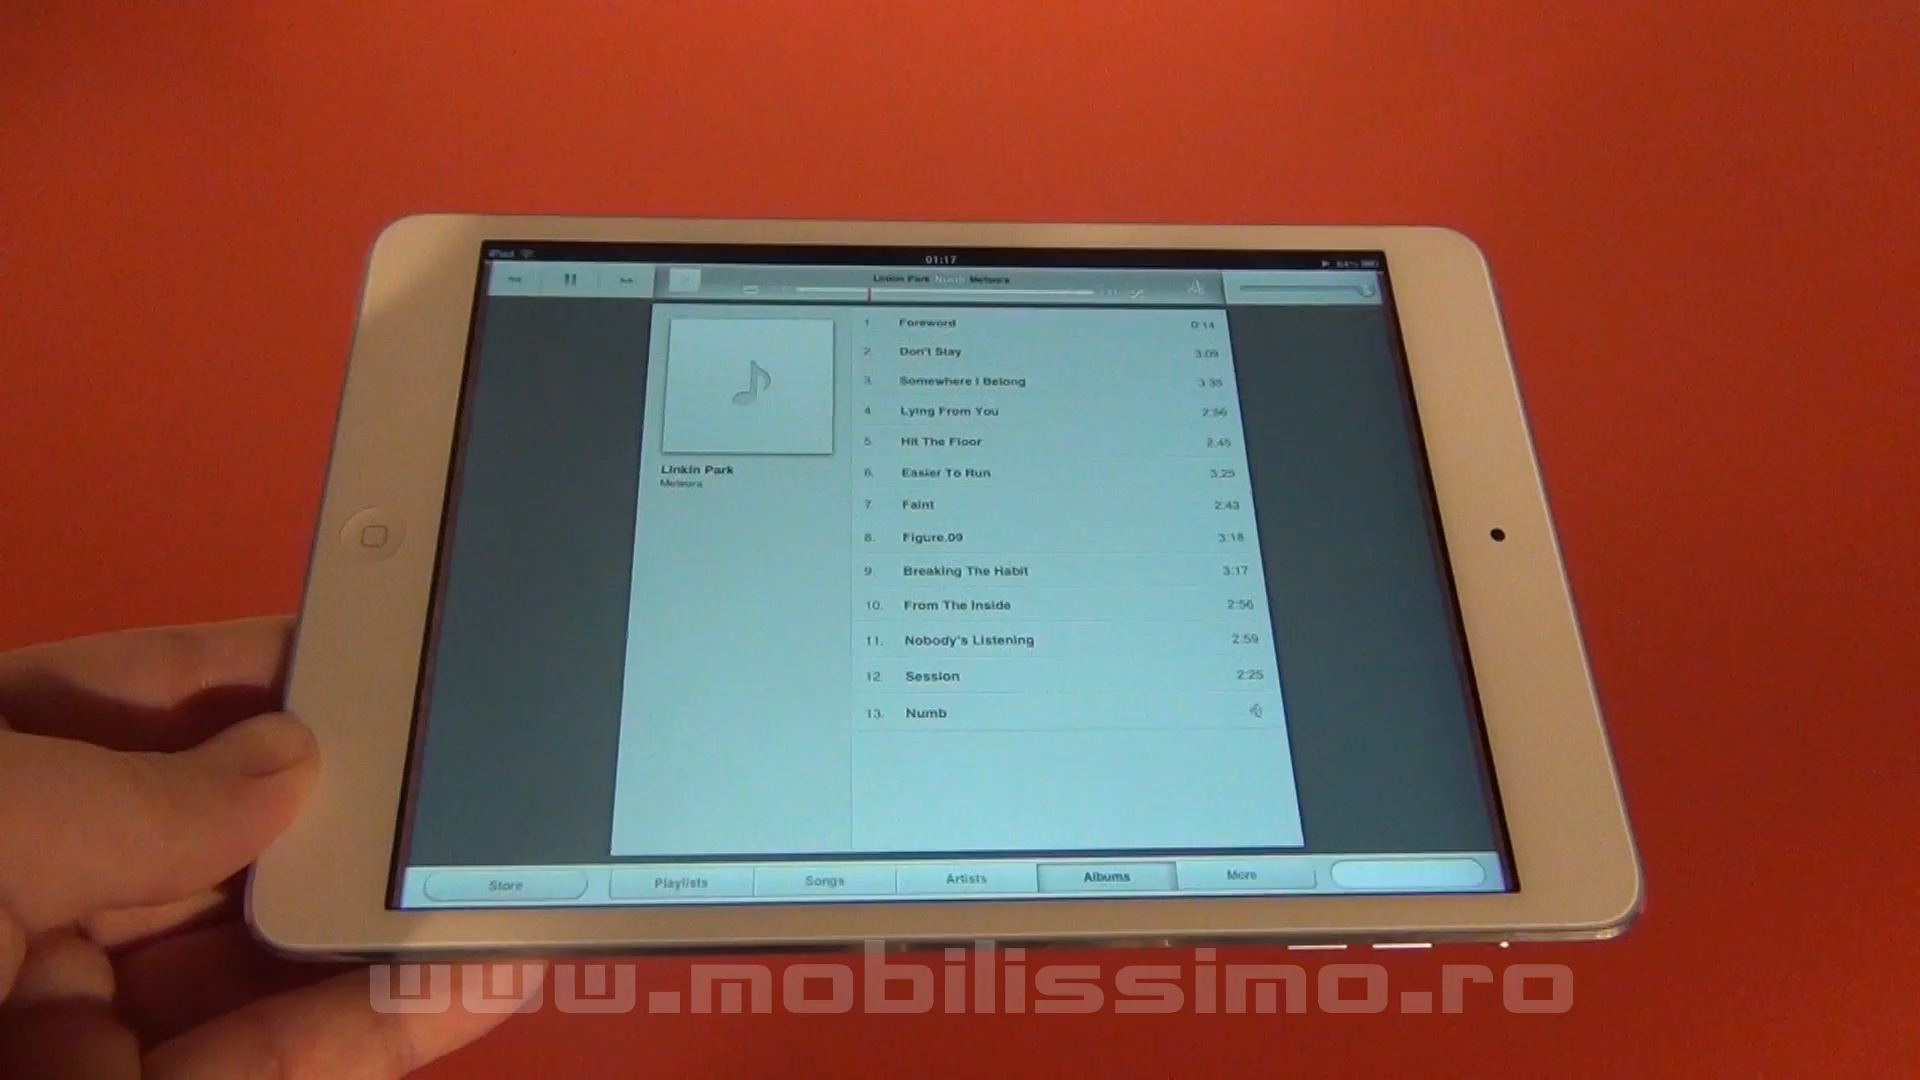 iPad 01:17 84%
Linkin Park Numb Meteora
1. Foreword 0:14
2. Don't Stay 3:09
3. Somewhere I Belong 3:35
4. Lying From You 2:56
5. Hit The Floor 2:45
6. Easier To Run 3:25
7. Faint 2:43
8. Figure.09 3:18
9. Breaking The Habit 3:17
10. From The Inside 2:56
11. Nobody's Listening 2:59
12. Session 2:25
13. Numb
Linkin Park
Meteora
Store Playlists Songs Artists Albums More
www.mobilissimo.ro